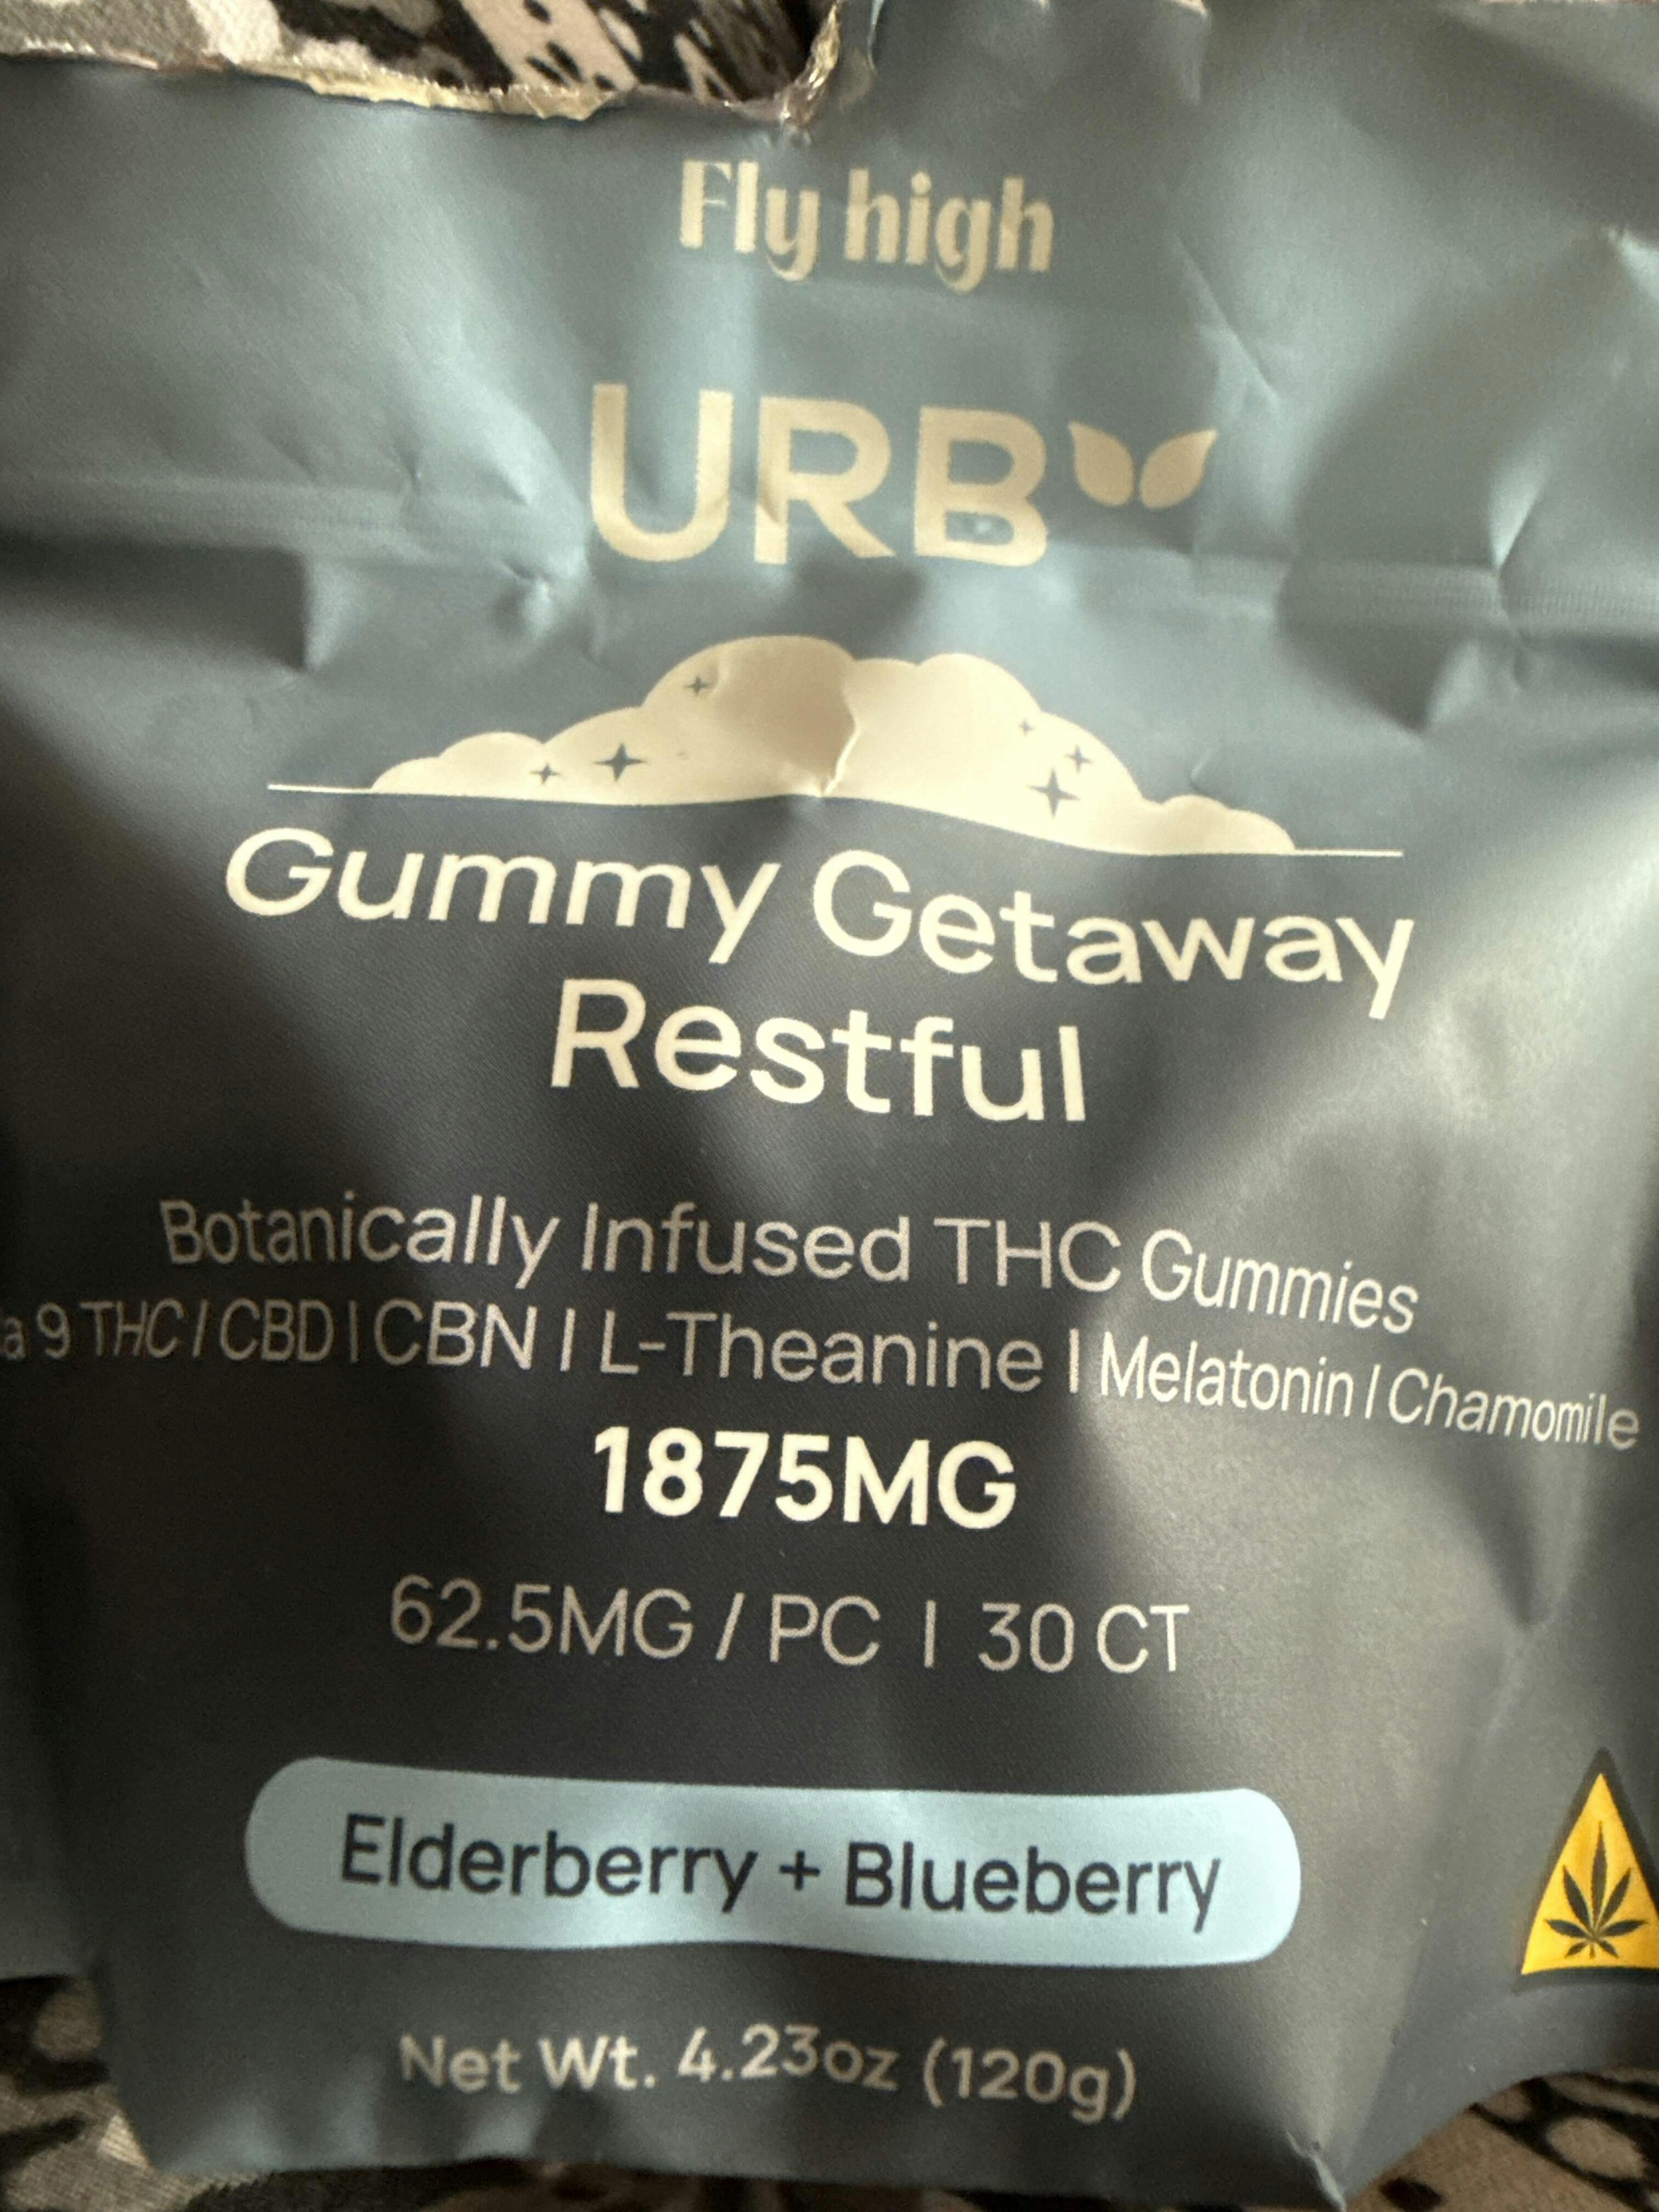 Fly high
URB
Gummy Getaway
Restful
Botanically Infused THC Gummies
a 9 THC | CBD | CBN | L-Theanine | Melatonin | Chamomile
1875MG
62.5MG / PC | 30 CT
Elderberry + Blueberry
Net Wt. 4.23oz (120g)